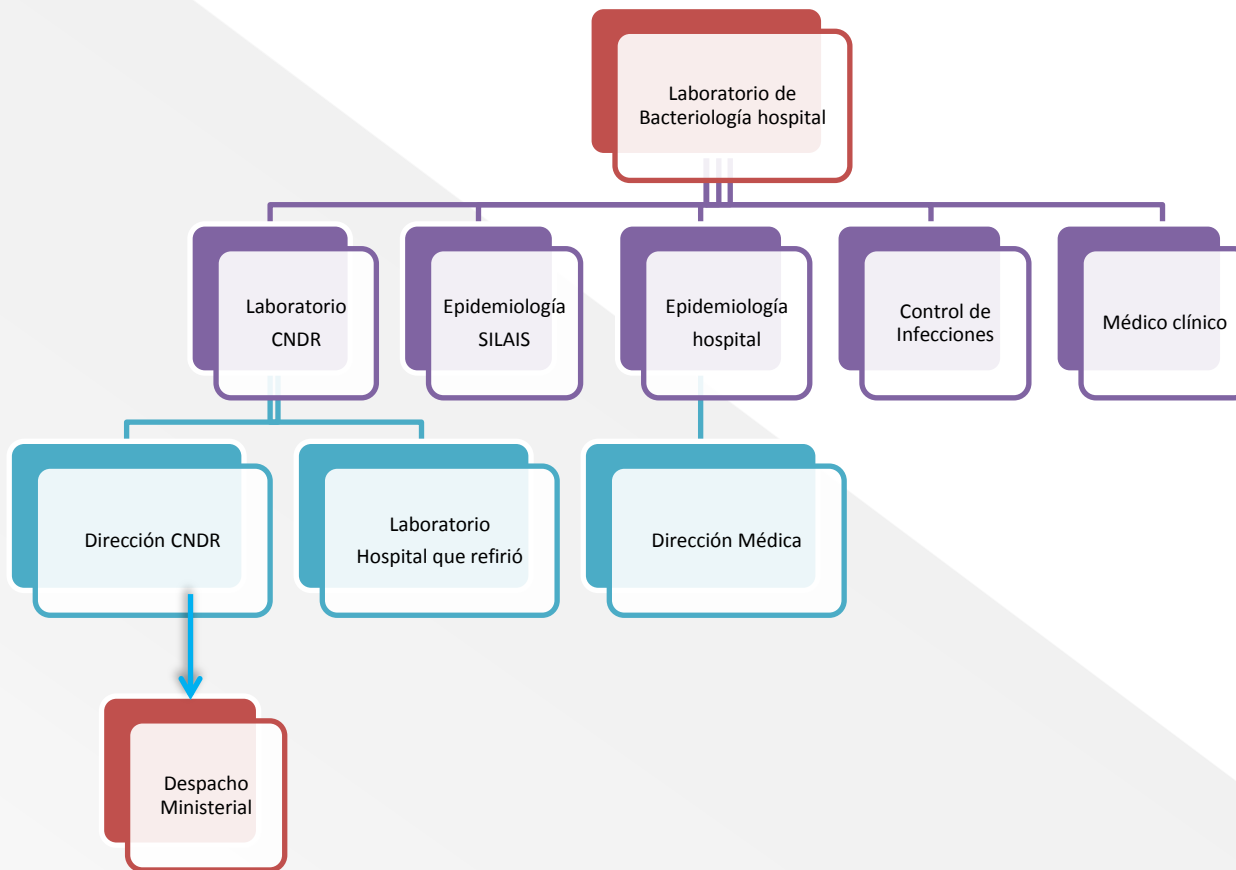 Laboratorio de
Bacteriología hospital
Laboratorio
CNDR
Epidemiología
SILAIS
Epidemiología
hospital
Control de
Infecciones
Médico clínico
Dirección CNDR
Laboratorio
Hospital que refirió
Dirección Médica
Despacho
Ministerial